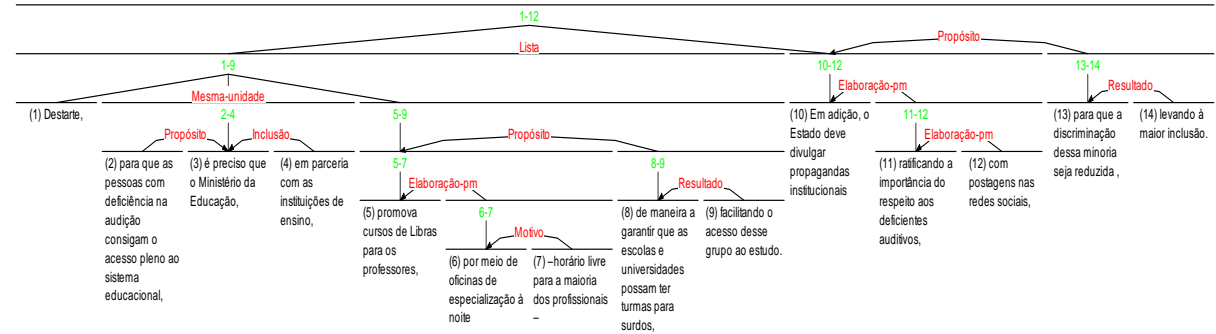 1-12
Lista
Propósito
1-9
10-12
13-14
Mesma-unidade
Elaboração-pm
Resultado
(1) Destarte,
2-4
5-9
(10) Em adição, o
Estado deve
divulgar
propagandas
institucionais
11-12
(13) para que a
discriminação
dessa minoria
seja reduzida ,
(14) levando à
maior inclusão.
Propósito
Inclusão
Propósito
Elaboração-pm
(2) para que as
pessoas com
deficiência na
audição
consigam o
acesso pleno ao
sistema
educacional,
(3) é preciso que
o Ministério da
Educação,
(4) em parceria
com as
instituições de
ensino,
5-7
8-9
(11) ratificando a
importância do
respeito aos
deficientes
auditivos,
(12) com
postagens nas
redes sociais,
Elaboração-pm
Resultado
(5) promova
cursos de Libras
para os
professores,
6-7
(8) de maneira a
garantir que as
escolas e
universidades
possam ter
turmas para
surdos,
(9) facilitando o
acesso desse
grupo ao estudo.
Motivo
(6) por meio de
oficinas de
especialização à
noite
(7) –horário livre
para a maioria
dos profissionais
–